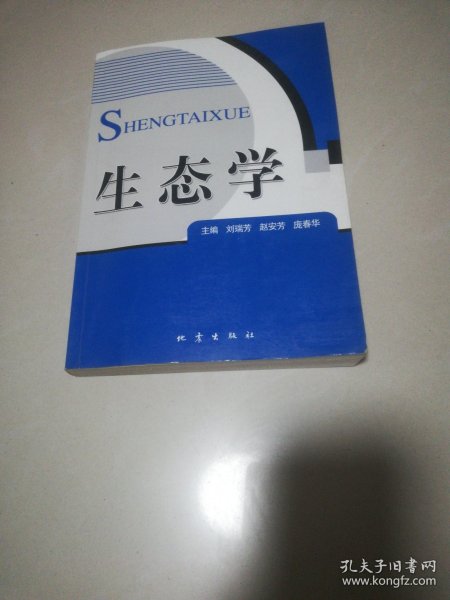 SHENGTAIXUE
生态学
主编 刘瑞芳 赵安芳 庞春华
地震出版社
孔夫子旧书网
www.kongfz.com